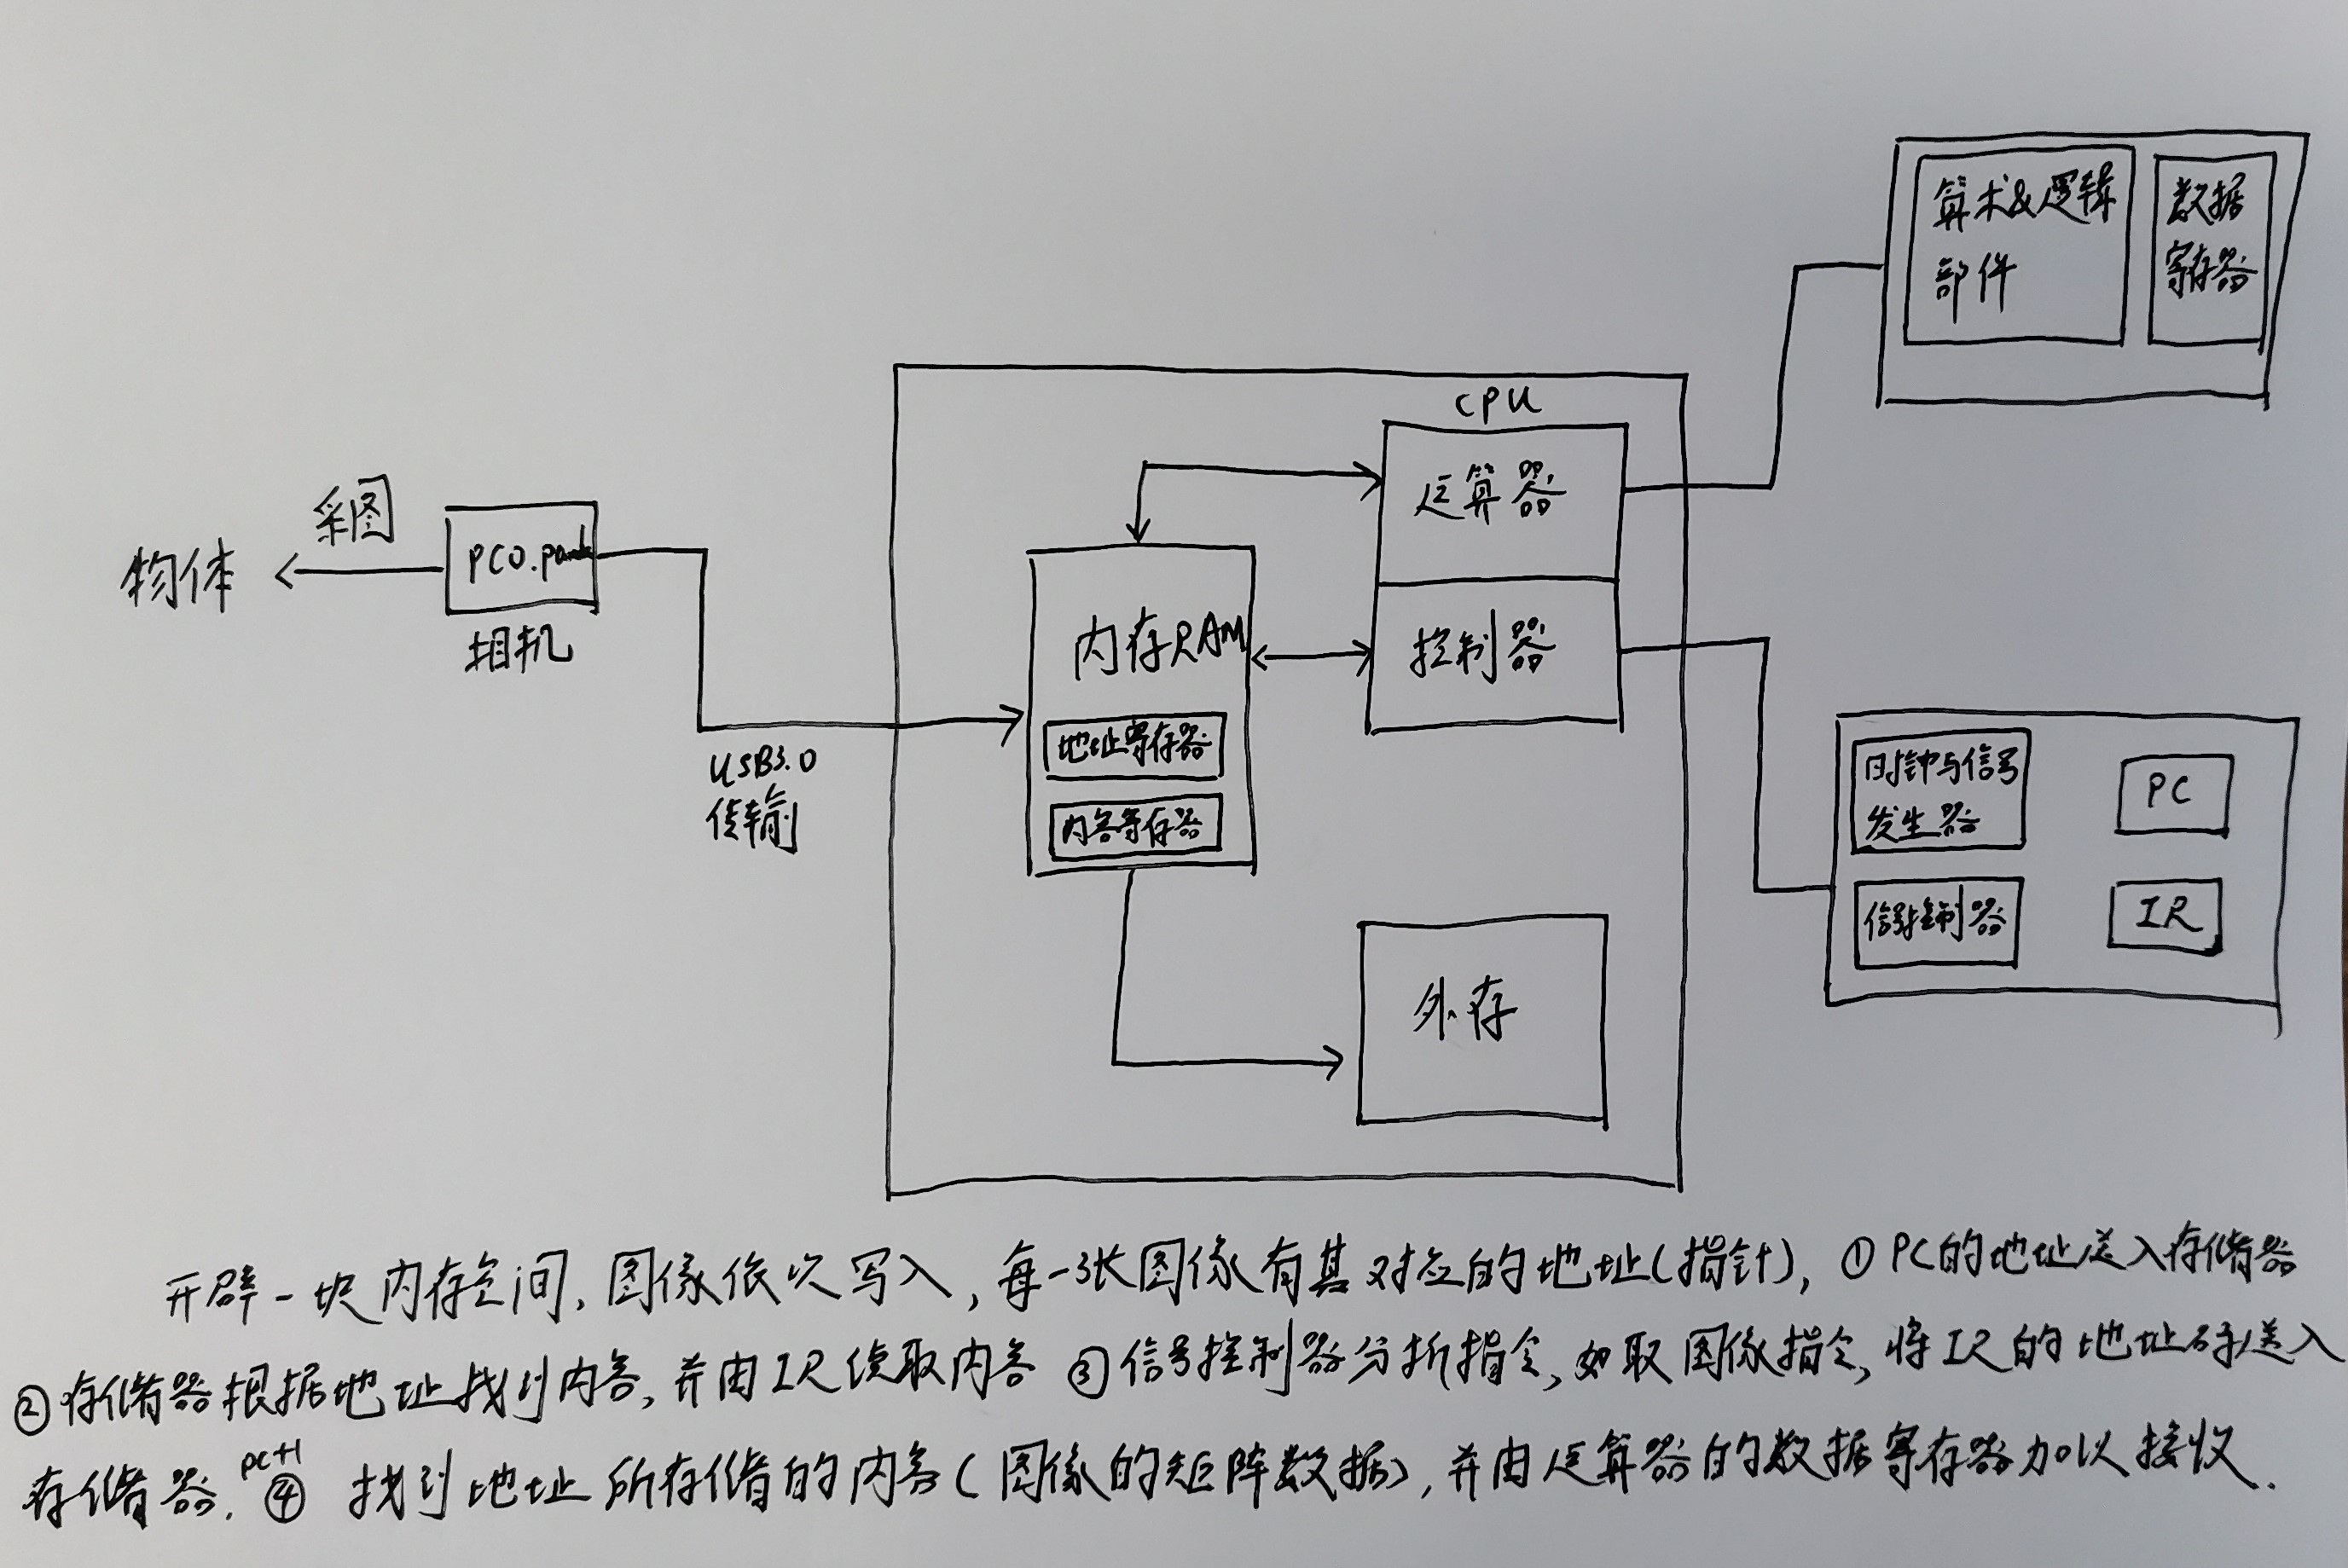 算术&逻辑
部件
数据
寄存器
CPU
运算器
采图
物体
PCO.panda
相机
内存RAM
控制器
地址寄存器
内容寄存器
USB3.0
传输
时钟与信号
发生器
PC
信号控制器
IR
外存
开辟一块内存空间,图像依次写入,每一张图像有其对应的地址(指针),①PC的地址送入存储器
②存储器根据地址找到内容,并由IR读取内容 ③信号控制器分析指令,如取图像指令,将IR的地址码送入
存储器.pc+1 ④ 找到地址所存储的内容(图像的矩阵数据),并由运算器的数据寄存器加以接收.